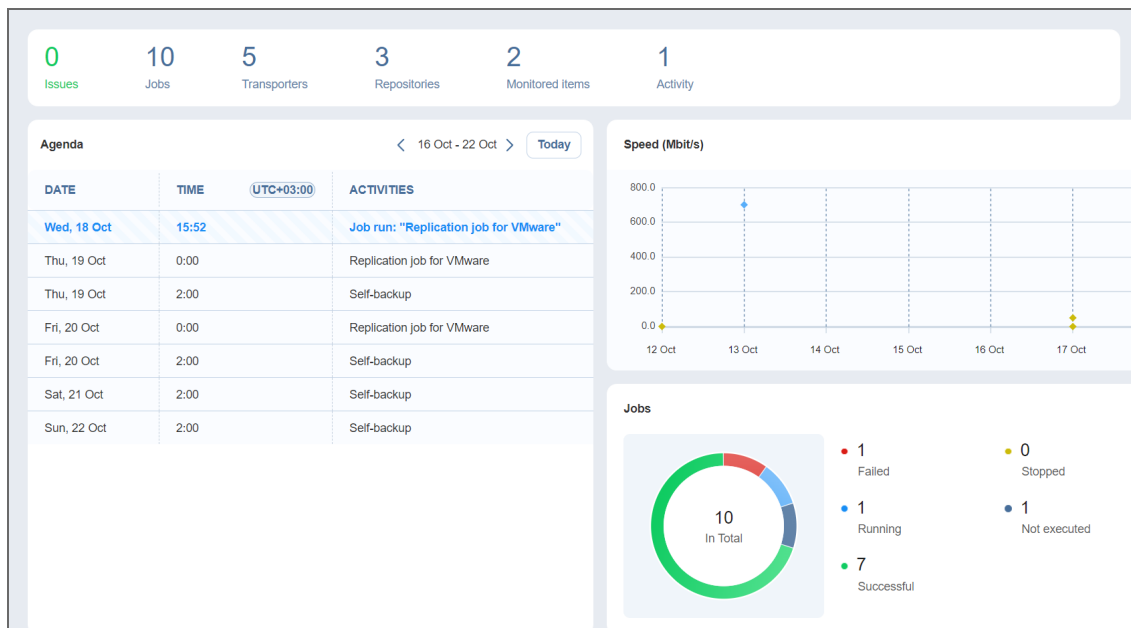 0 10 5 3 2 1
Issues Jobs Transporters Repositories Monitored items Activity
Agenda 16 Oct - 22 Oct Today
DATE TIME UTC+03:00 ACTIVITIES
Wed, 18 Oct 15:52 Job run: "Replication job for VMware"
Thu, 19 Oct 0:00 Replication job for VMware
Thu, 19 Oct 2:00 Self-backup
Fri, 20 Oct 0:00 Replication job for VMware
Fri, 20 Oct 2:00 Self-backup
Sat, 21 Oct 2:00 Self-backup
Sun, 22 Oct 2:00 Self-backup
Speed (Mbit/s)
800.0
600.0
400.0
200.0
0.0
12 Oct 13 Oct 14 Oct 15 Oct 16 Oct 17 Oct
Jobs
10
In Total
1 0
Failed Stopped
1 1
Running Not executed
7
Successful